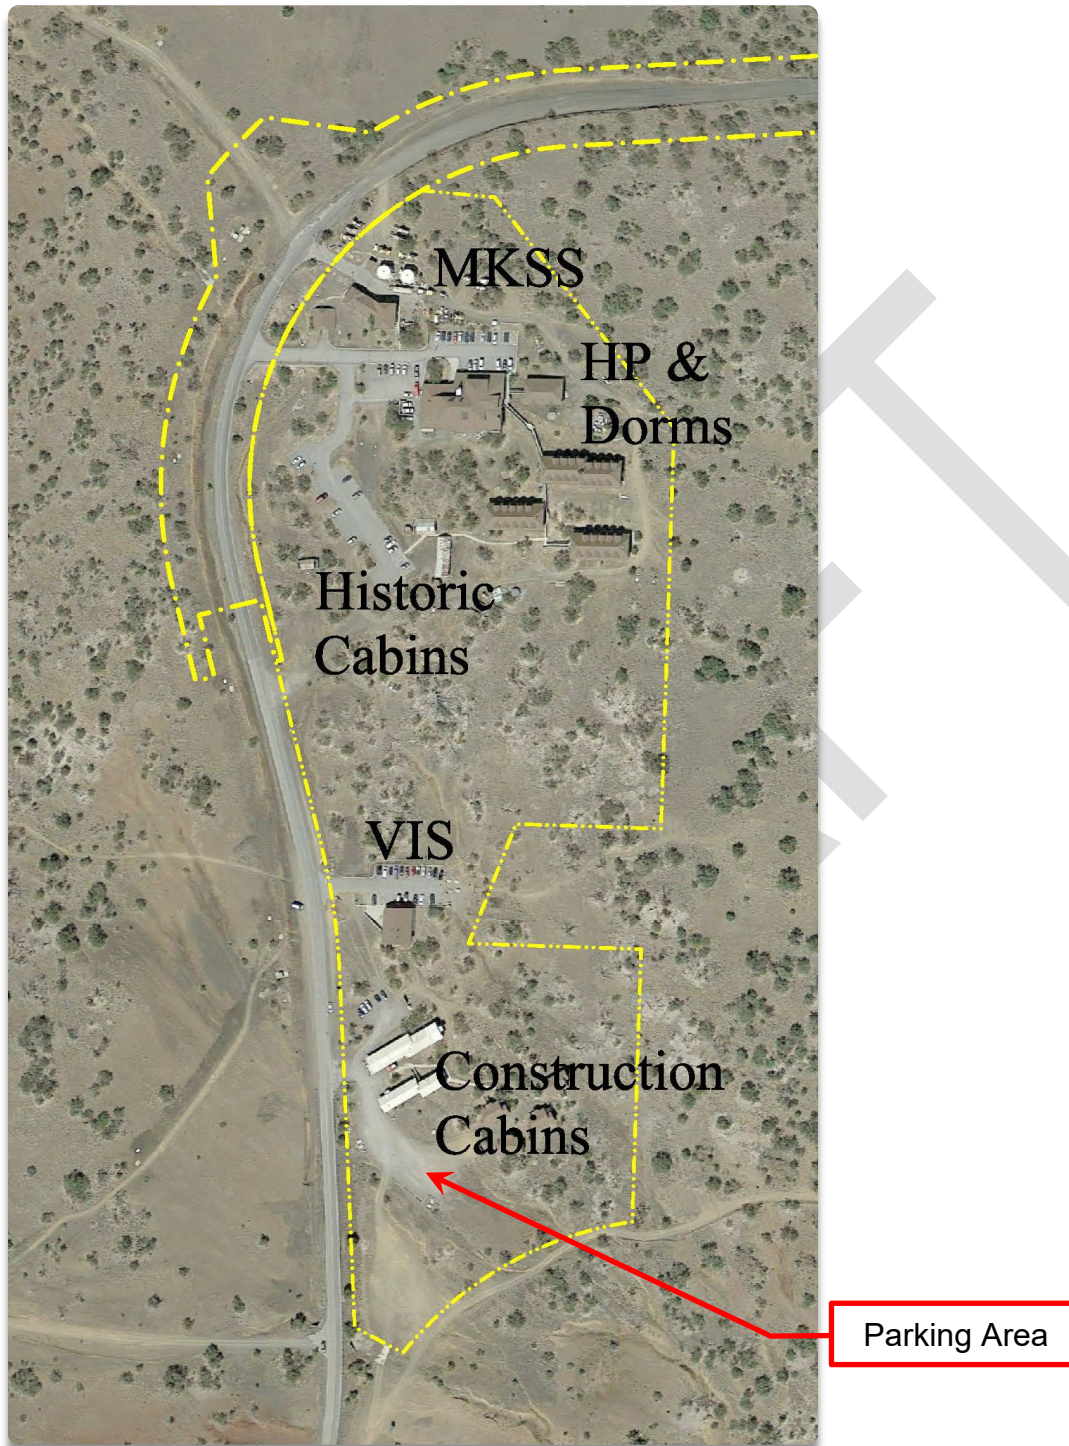 MKSS
HP &
Dorms
Historic
Cabins
VIS
Construction
Cabins
Parking Area